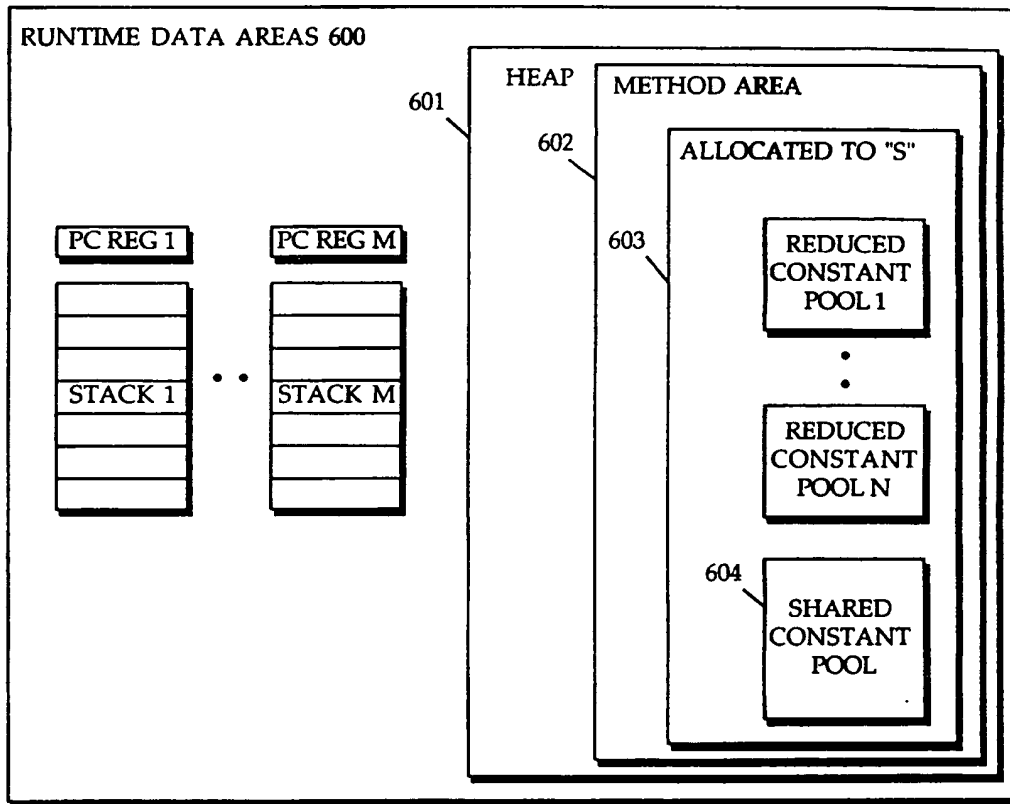 RUNTIME DATA AREAS 600
HEAP
METHOD AREA
601
602
ALLOCATED TO "S"
603
PC REG 1
PC REG M
REDUCED
CONSTANT
POOL 1
STACK 1
STACK M
REDUCED
CONSTANT
POOL N
604
SHARED
CONSTANT
POOL